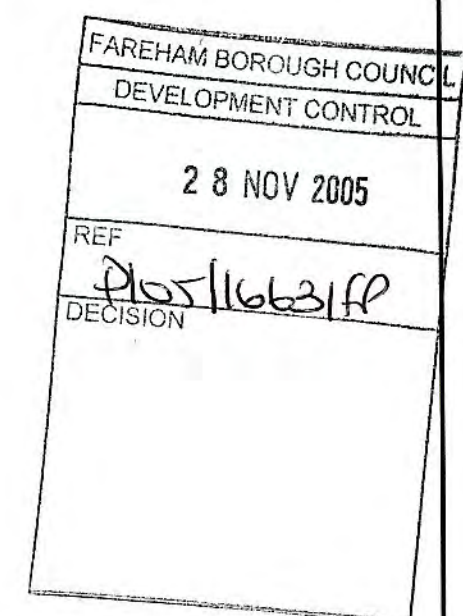 FAREHAM BOROUGH COUNCIL
DEVELOPMENT CONTROL
28 NOV 2005
REF
P/05/1663/FP
DECISION